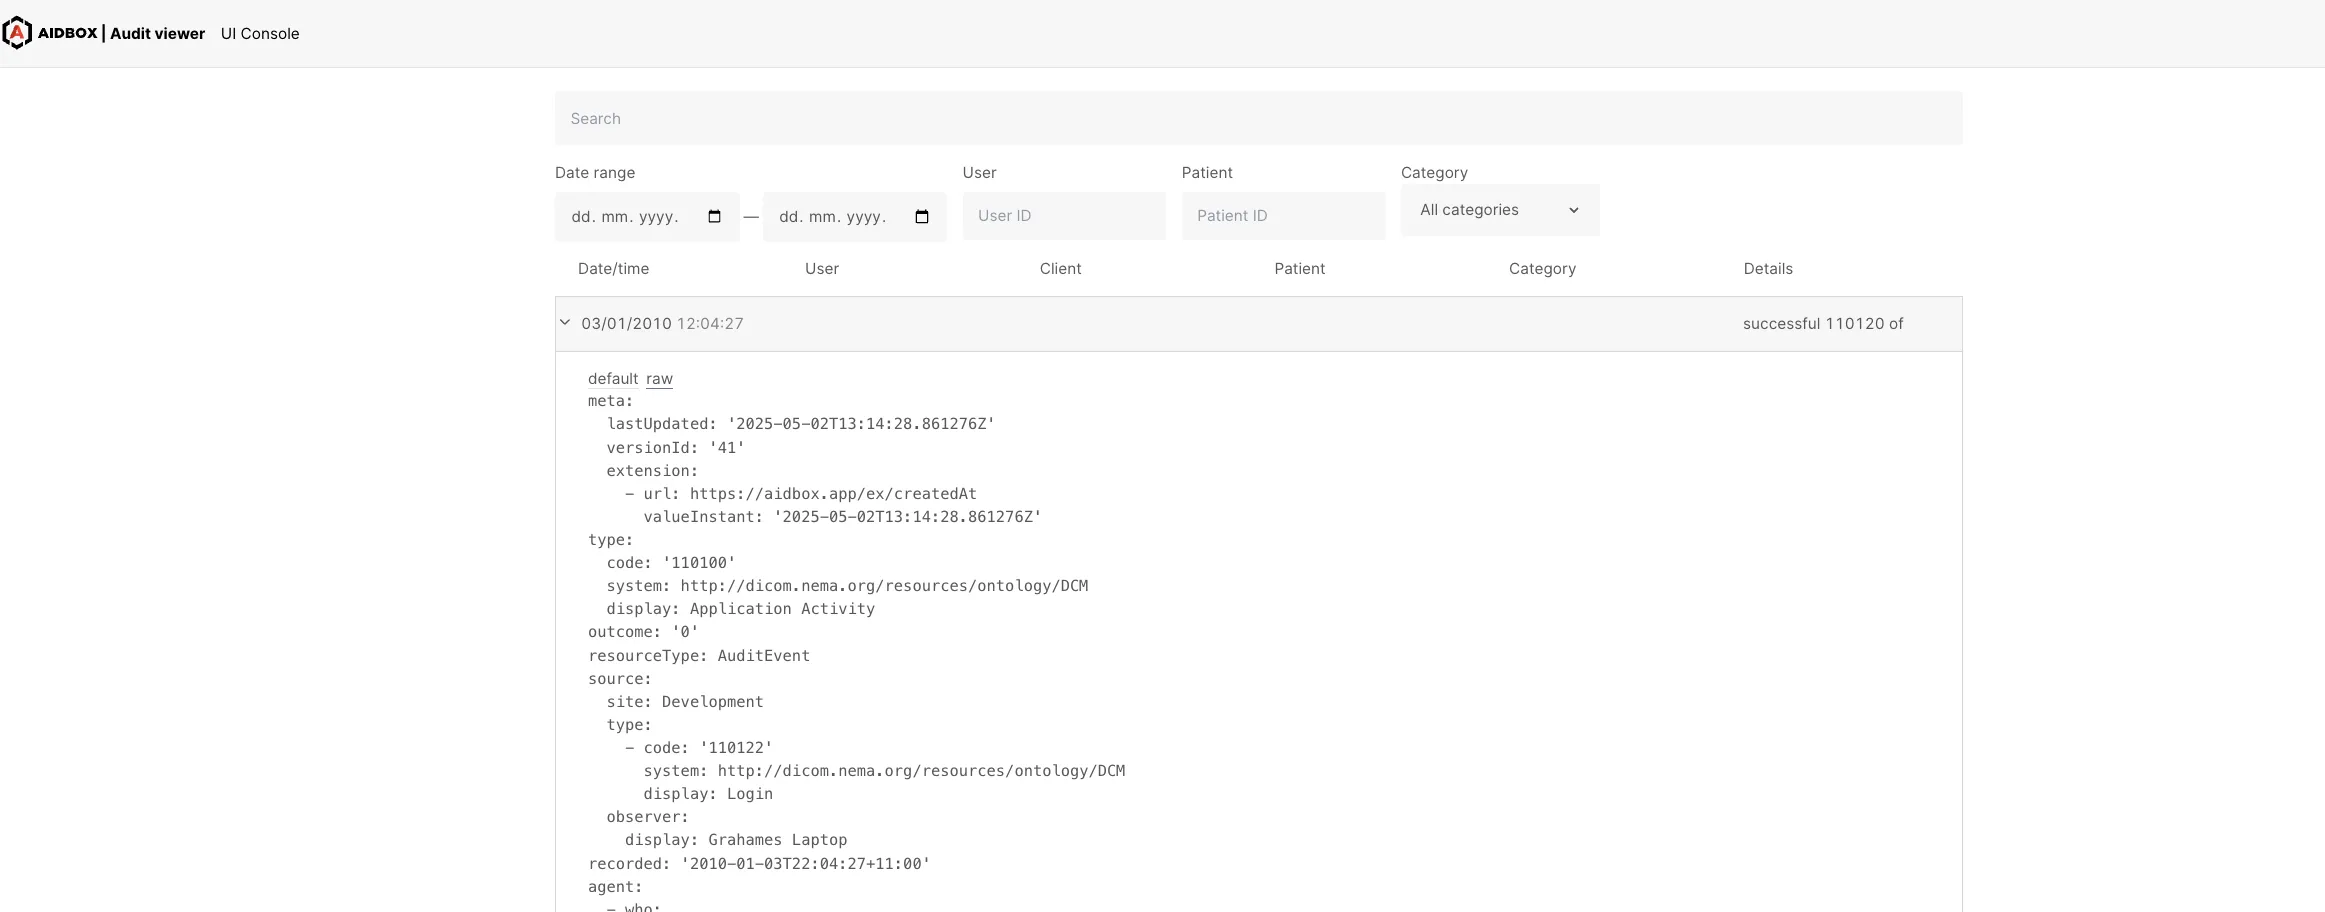 AIDBOX | Audit viewer UI Console
Search
Date range User Patient Category
dd. mm. yyyy. — dd. mm. yyyy. User ID Patient ID All categories
Date/time User Client Patient Category Details
03/01/2010 12:04:27 successful 110120 of
default raw
meta:
lastUpdated: '2025-05-02T13:14:28.861276Z'
versionId: '41'
extension:
- url: https://aidbox.app/ex/createdAt
valueInstant: '2025-05-02T13:14:28.861276Z'
type:
code: '110100'
system: http://dicom.nema.org/resources/ontology/DCM
display: Application Activity
outcome: '0'
resourceType: AuditEvent
source:
site: Development
type:
- code: '110122'
system: http://dicom.nema.org/resources/ontology/DCM
display: Login
observer:
display: Grahames Laptop
recorded: '2010-01-03T22:04:27+11:00'
agent:
- who: